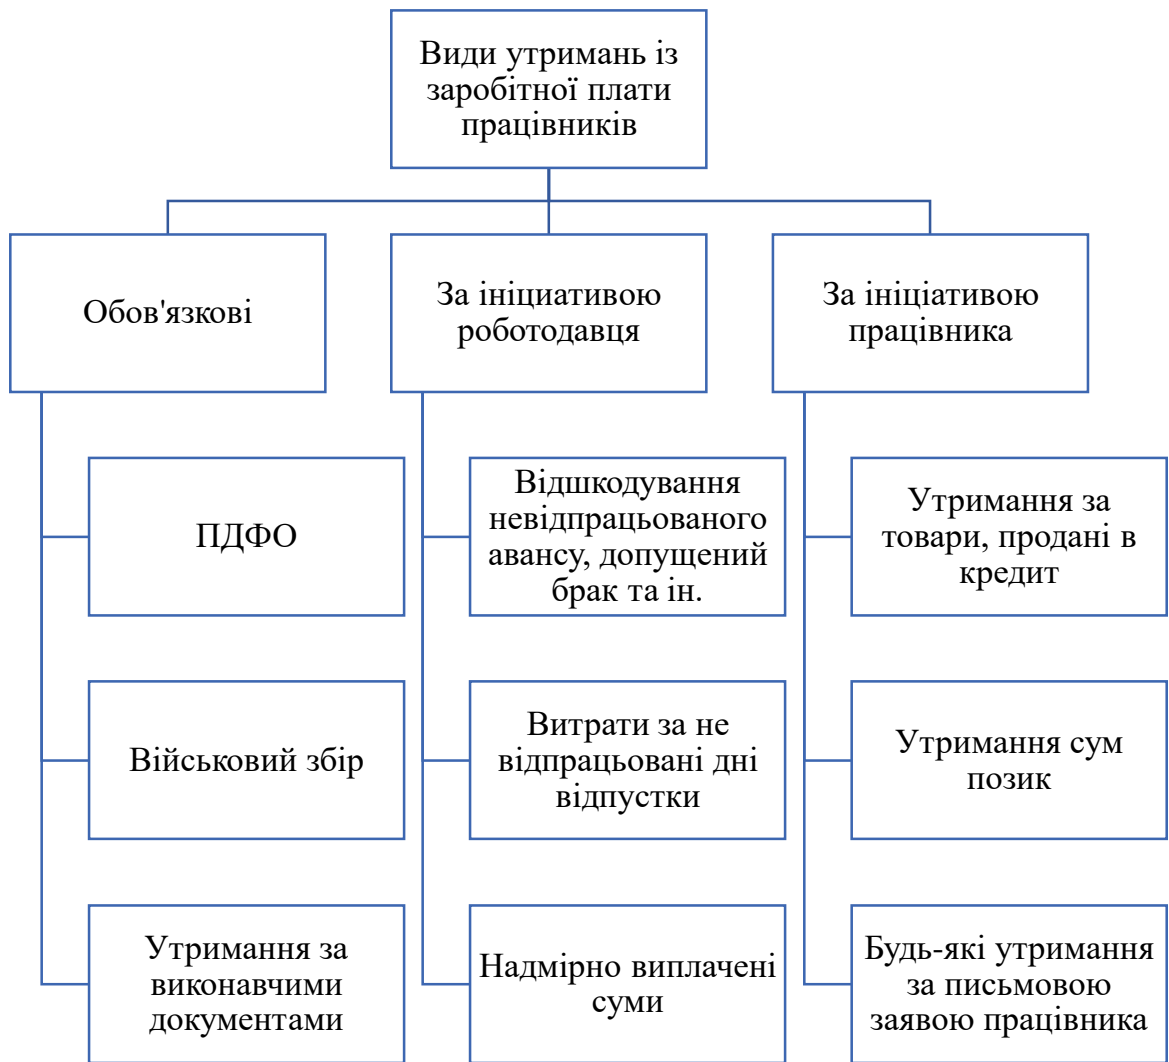 Види утримань із
заробітної плати
працівників
Обов'язкові
За ініциативою
роботодавця
За ініціативою
працівника
ПДФО
Відшкодування
невідпрацьованого
авансу, допущений
брак та ін.
Утримання за
товари, продані в
кредит
Військовий збір
Витрати за не
відпрацьовані дні
відпустки
Утримання сум
позик
Утримання за
виконавчими
документами
Надмірно виплачені
суми
Будь-які утримання
за письмовою
заявою працівника